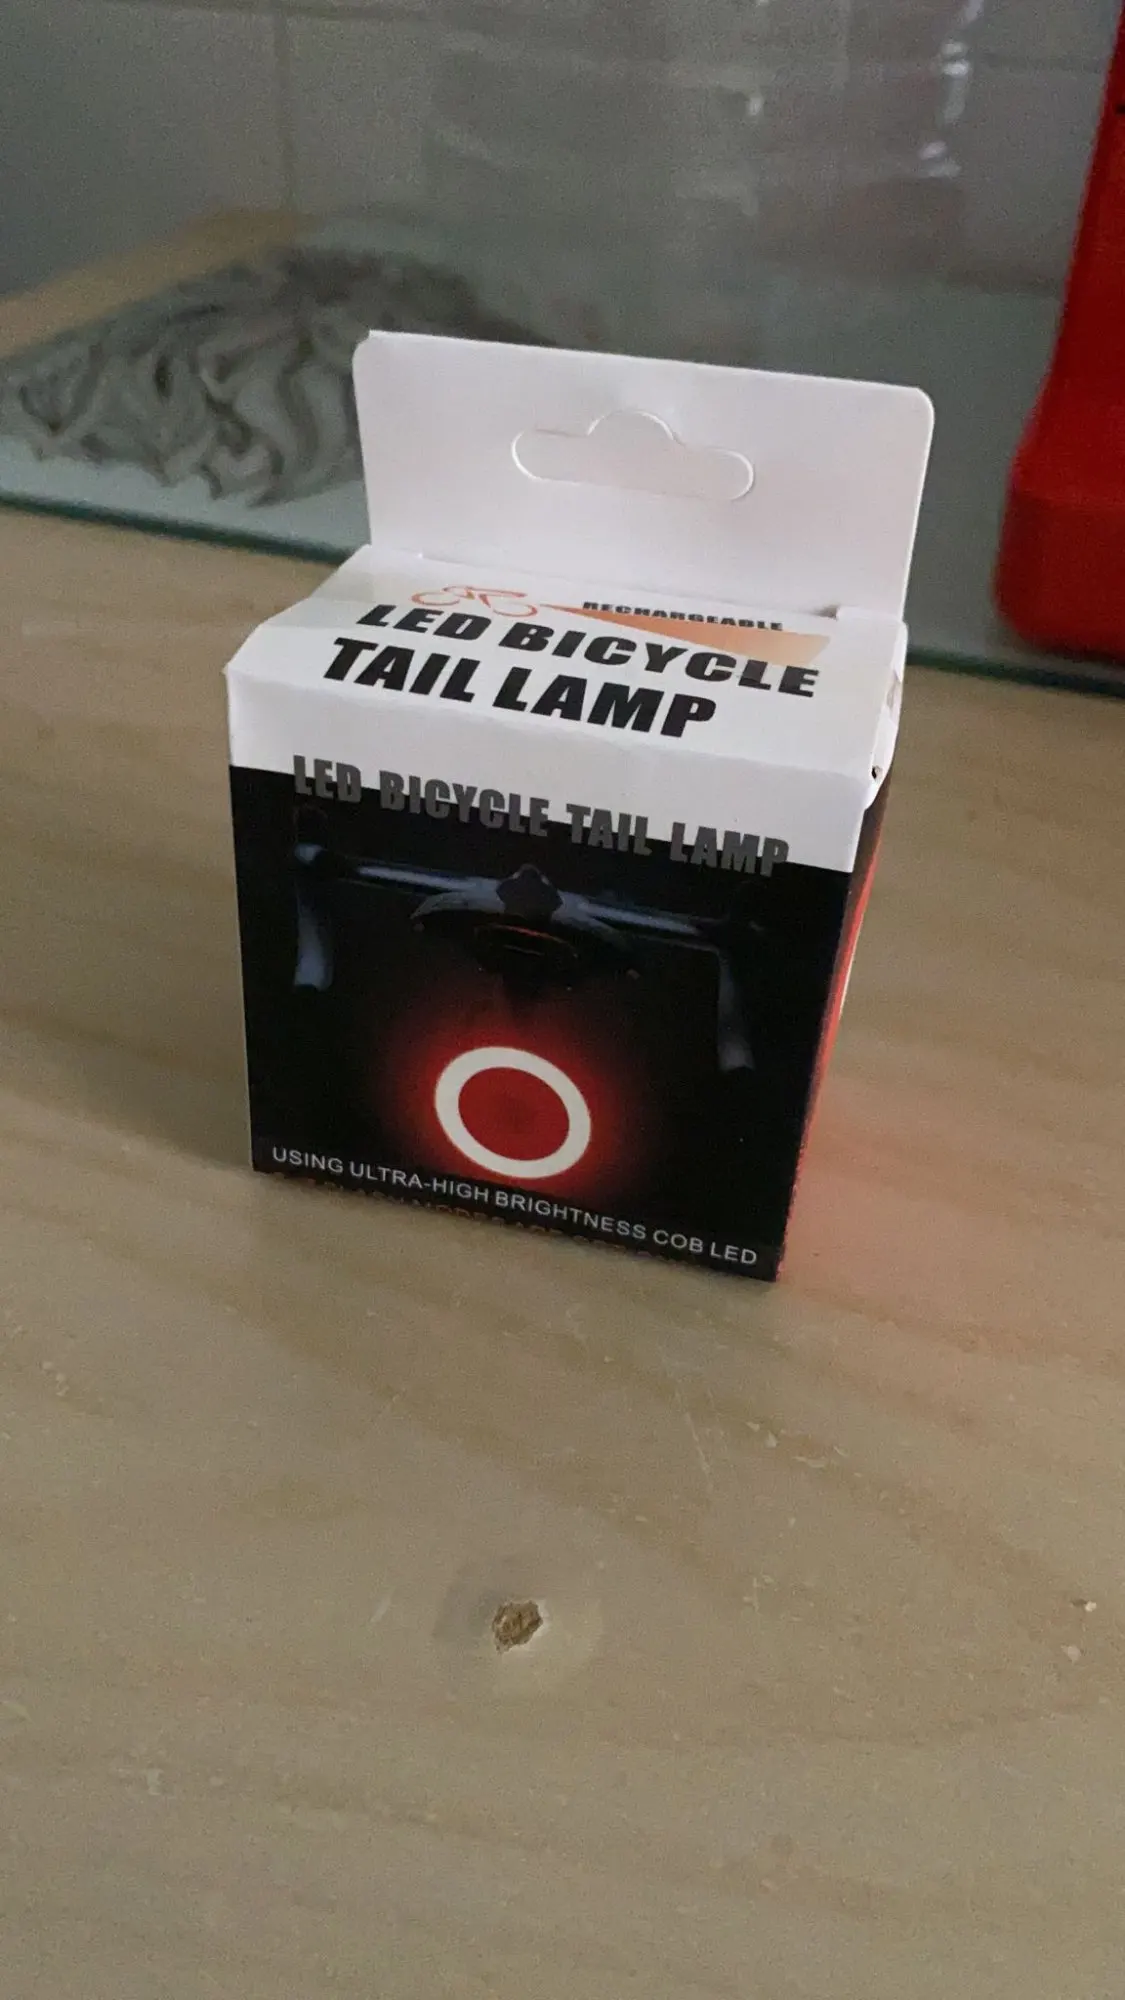 RECHARGEABLE
LED BICYCLE
TAIL LAMP
LED BICYCLE TAIL LAMP
USING ULTRA-HIGH BRIGHTNESS COB LED